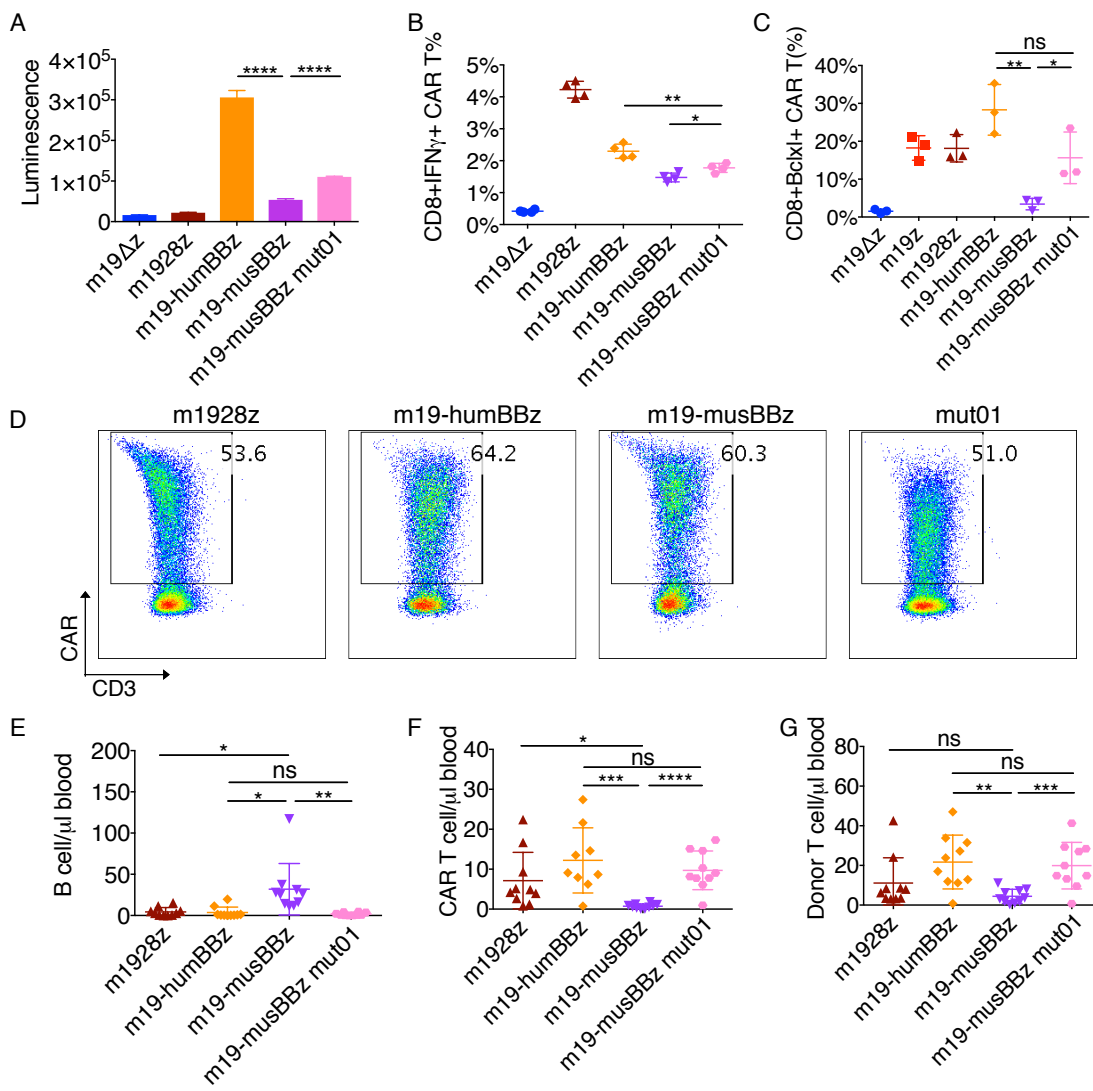 A
Luminescence
4×10⁵
3×10⁵
2×10⁵
1×10⁵
0
**** ****
m19Δz
m1928z
m19-humBBz
m19-musBBz
m19-musBBz mut01
B
CD8+IFNγ+ CAR T%
5%
4%
3%
2%
1%
0%
**
*
m19Δz
m1928z
m19-humBBz
m19-musBBz
m19-musBBz mut01
C
CD8+Bclxl+ CAR T(%)
40%
30%
20%
10%
0%
ns
** *
m19Δz
m19z
m1928z
m19-humBBz
m19-musBBz
m19-musBBz mut01
D
m1928z
53.6
m19-humBBz
64.2
m19-musBBz
60.3
mut01
51.0
CAR
CD3
E
B cell/μl blood
200
150
100
50
0
*
ns
* **
m1928z
m19-humBBz
m19-musBBz
m19-musBBz mut01
F
CAR T cell/μl blood
40
30
20
10
0
*
ns
*** ****
m1928z
m19-humBBz
m19-musBBz
m19-musBBz mut01
G
Donor T cell/μl blood
80
60
40
20
0
ns
ns
** ***
m1928z
m19-humBBz
m19-musBBz
m19-musBBz mut01